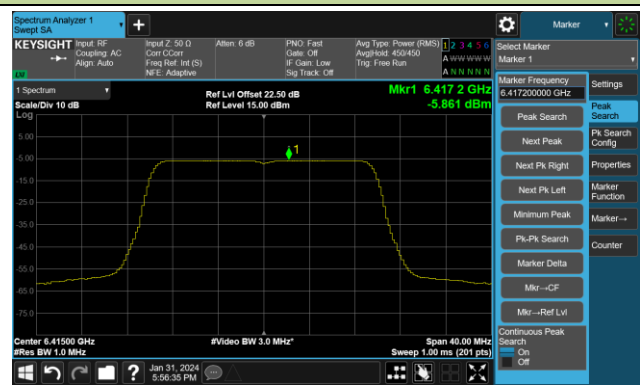 Spectrum Analyzer 1
Swept SA
+
Marker
KEYSIGHT
Input: RF
Coupling: AC
Align: Auto
Input Z: 50 Ω
Corr CCorr
Freq Ref: Int (S)
NFE: Adaptive
Atten: 6 dB
PNO: Fast
Gate: Off
IF Gain: Low
Sig Track: Off
Avg Type: Power (RMS)
Avg|Hold: 450/450
Trig: Free Run
1 2 3 4 5 6
A W W W W W
A N N N N N
Select Marker
Marker 1
1 Spectrum
Scale/Div 10 dB
Log
Ref Lvl Offset 22.50 dB
Ref Level 15.00 dBm
Mkr1 6.417 2 GHz
-5.861 dBm
1
5.00
-5.00
-15.0
-25.0
-35.0
-45.0
-55.0
-65.0
-75.0
Center 6.41500 GHz
#Res BW 1.0 MHz
#Video BW 3.0 MHz*
Span 40.00 MHz
Sweep 1.00 ms (201 pts)
Marker Frequency
6.417200000 GHz
Peak Search
Next Peak
Next Pk Right
Next Pk Left
Minimum Peak
Pk-Pk Search
Marker Delta
Mkr→CF
Mkr→Ref Lvl
Continuous Peak
Search
On
Off
Settings
Peak
Search
Pk Search
Config
Properties
Marker
Function
Marker→
Counter
?
Jan 31, 2024
5:56:35 PM